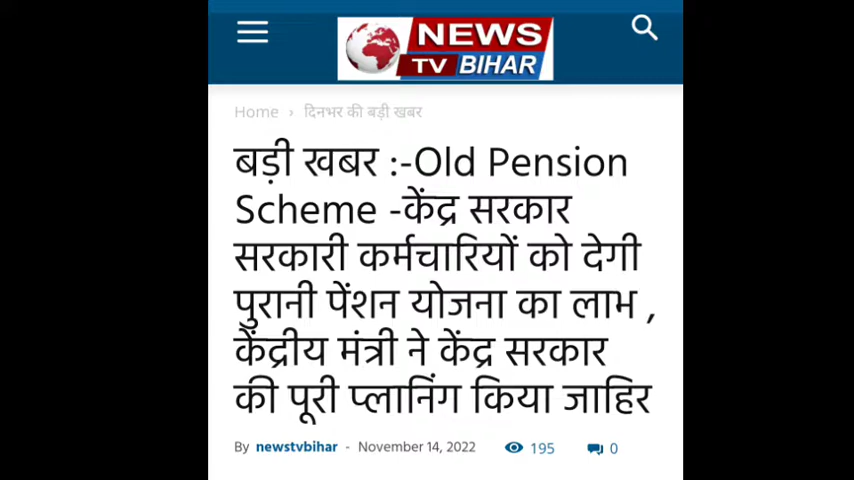 NEWS
TV BIHAR
Home › दिनभर की बड़ी खबर
बड़ी खबर :-Old Pension
Scheme -केंद्र सरकार
सरकारी कर्मचारियों को देगी
पुरानी पेंशन योजना का लाभ ,
केंद्रीय मंत्री ने केंद्र सरकार
की पूरी प्लानिंग किया जाहिर
By newstvbihar - November 14, 2022 195 0